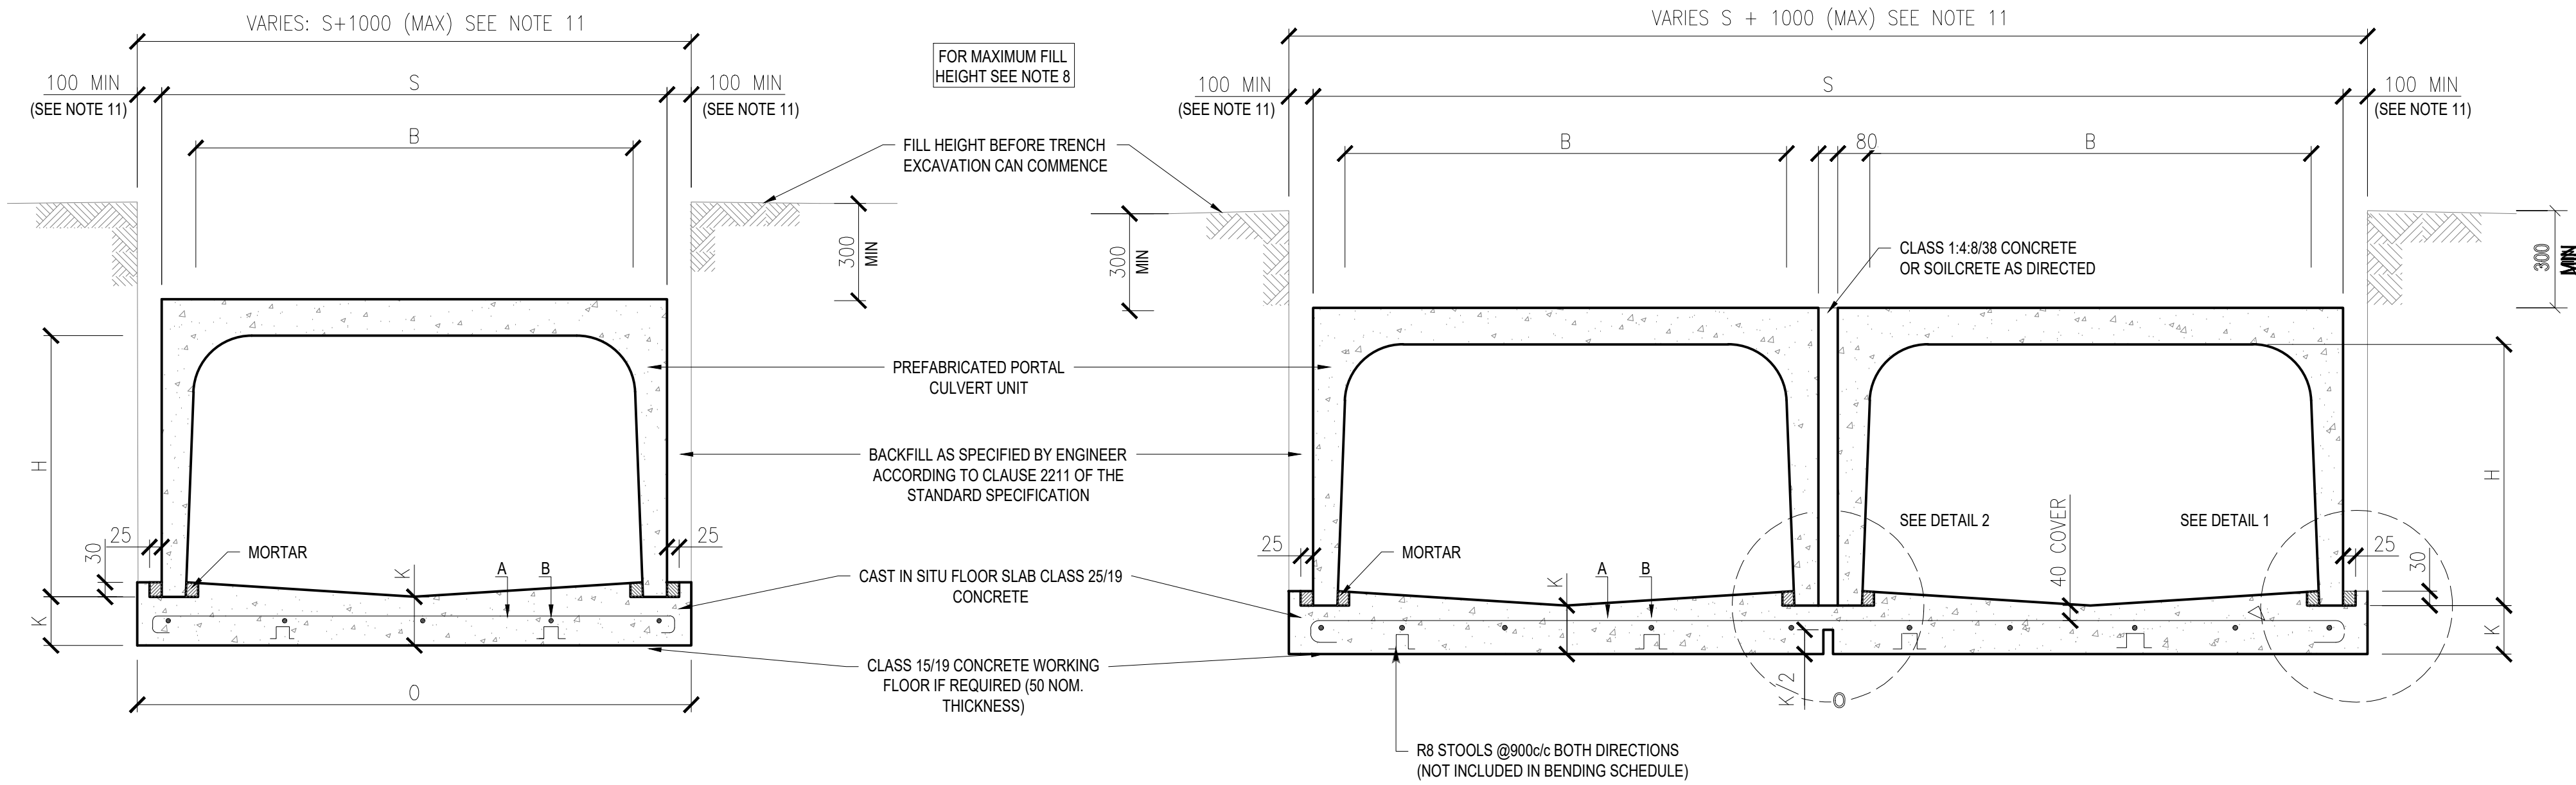 VARIES: S+1000 (MAX) SEE NOTE 11
100 MIN
(SEE NOTE 11)
S
100 MIN
(SEE NOTE 11)
B
FOR MAXIMUM FILL
HEIGHT SEE NOTE 8
VARIES S + 1000 (MAX) SEE NOTE 11
100 MIN
(SEE NOTE 11)
S
100 MIN
(SEE NOTE 11)
B
80
B
FILL HEIGHT BEFORE TRENCH
EXCAVATION CAN COMMENCE
300
MIN
300
MIN
300
MIN
CLASS 1:4:8/38 CONCRETE
OR SOILCRETE AS DIRECTED
PREFABRICATED PORTAL
CULVERT UNIT
BACKFILL AS SPECIFIED BY ENGINEER
ACCORDING TO CLAUSE 2211 OF THE
STANDARD SPECIFICATION
H
25
30
MORTAR
K
A
B
25
K
O
CAST IN SITU FLOOR SLAB CLASS 25/19
CONCRETE
CLASS 15/19 CONCRETE WORKING
FLOOR IF REQUIRED (50 NOM.
THICKNESS)
25
MORTAR
K
A
B
SEE DETAIL 2
40 COVER
SEE DETAIL 1
H
25
30
K
K/2
O
R8 STOOLS @900c/c BOTH DIRECTIONS
(NOT INCLUDED IN BENDING SCHEDULE)